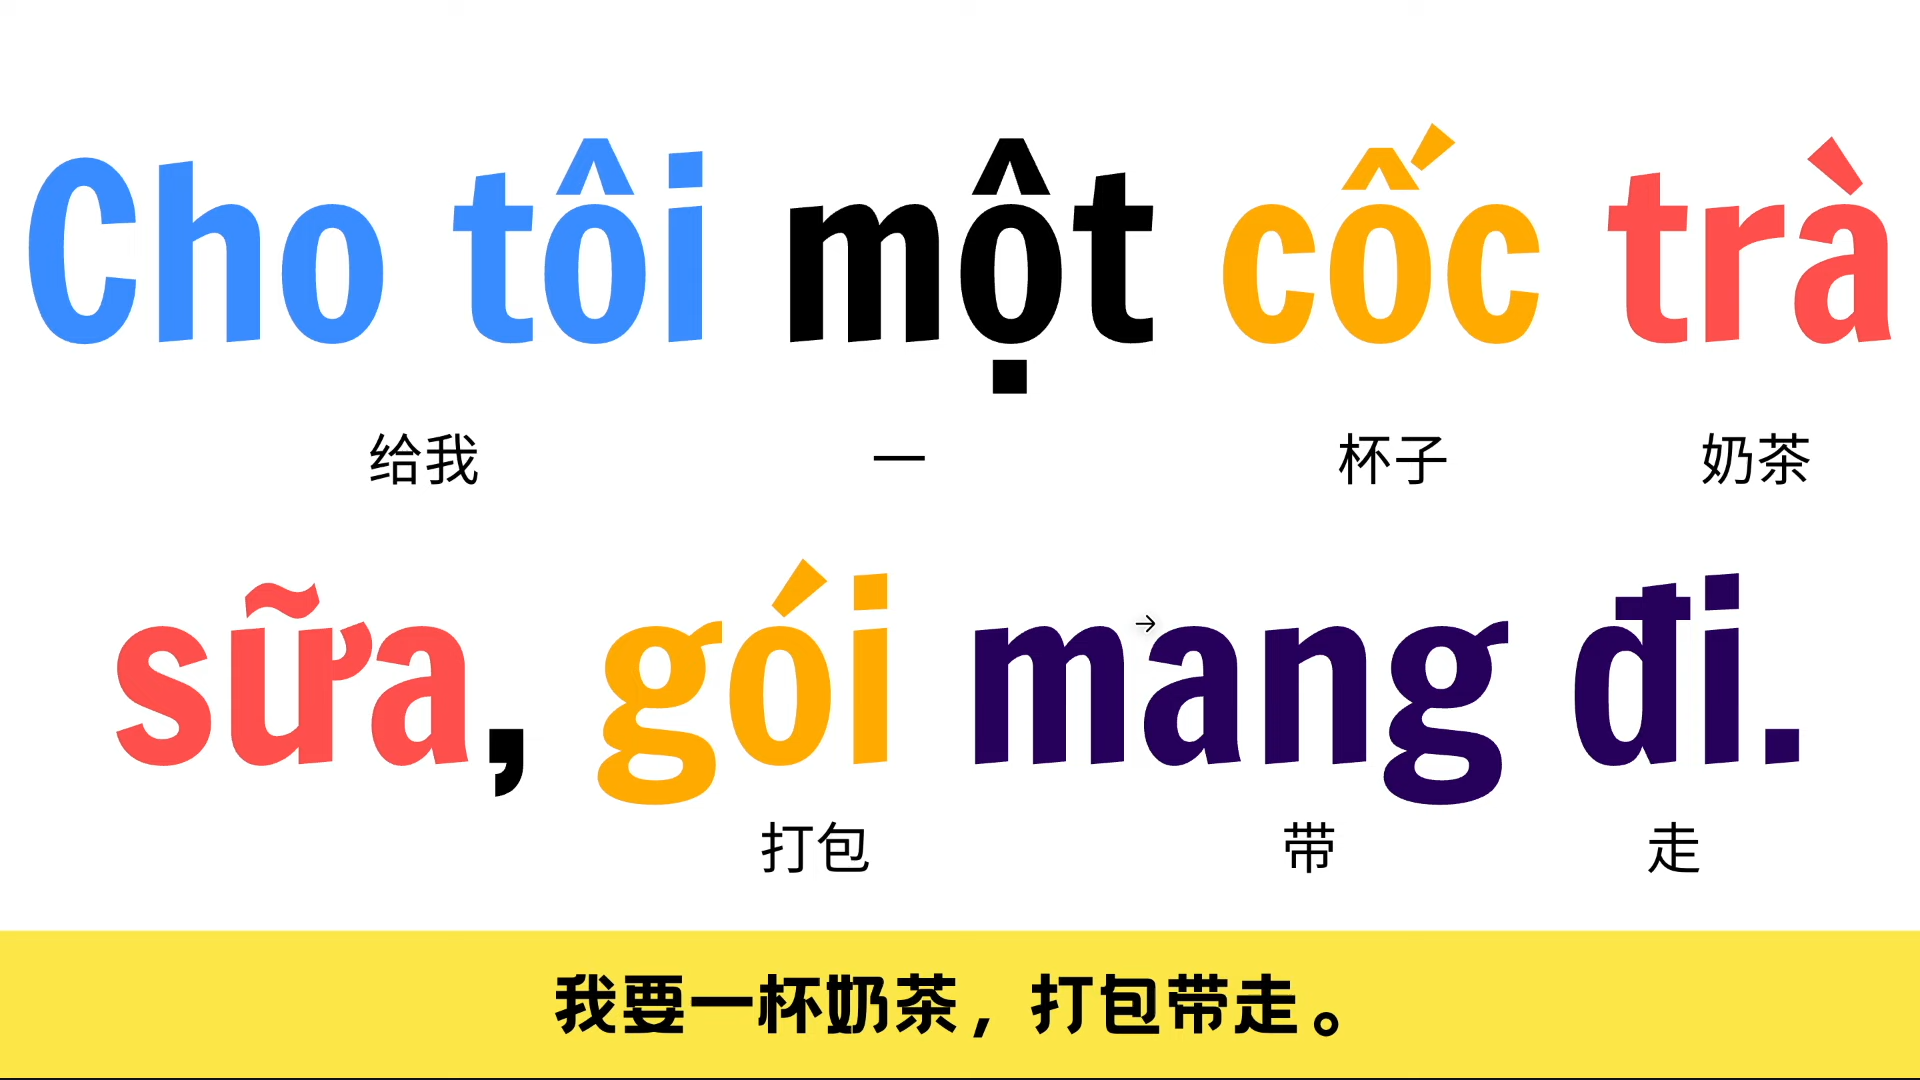 Cho tôi một cốc trà
给我 一 杯子 奶茶
sữa, gói mang đi.
打包 带 走
我要一杯奶茶，打包带走。